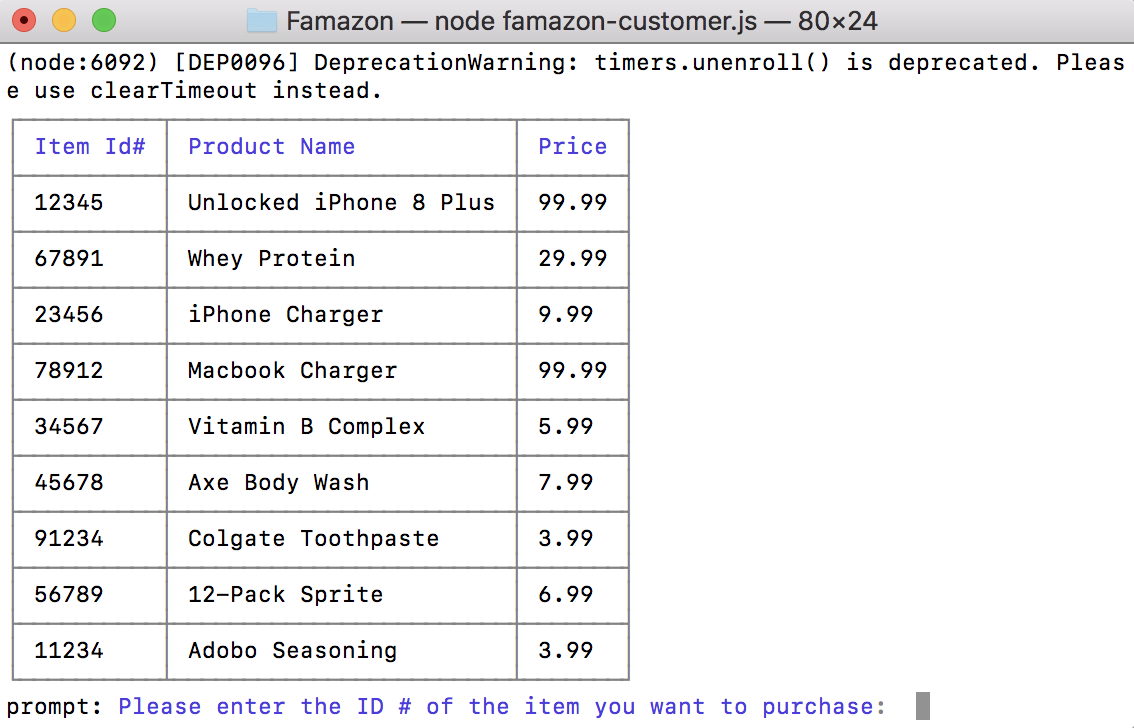 Famazon — node famazon-customer.js — 80×24
(node:6092) [DEP0096] DeprecationWarning: timers.unenroll() is deprecated. Pleas
e use clearTimeout instead.
Item Id# Product Name Price
12345 Unlocked iPhone 8 Plus 99.99
67891 Whey Protein 29.99
23456 iPhone Charger 9.99
78912 Macbook Charger 99.99
34567 Vitamin B Complex 5.99
45678 Axe Body Wash 7.99
91234 Colgate Toothpaste 3.99
56789 12-Pack Sprite 6.99
11234 Adobo Seasoning 3.99
prompt: Please enter the ID # of the item you want to purchase: